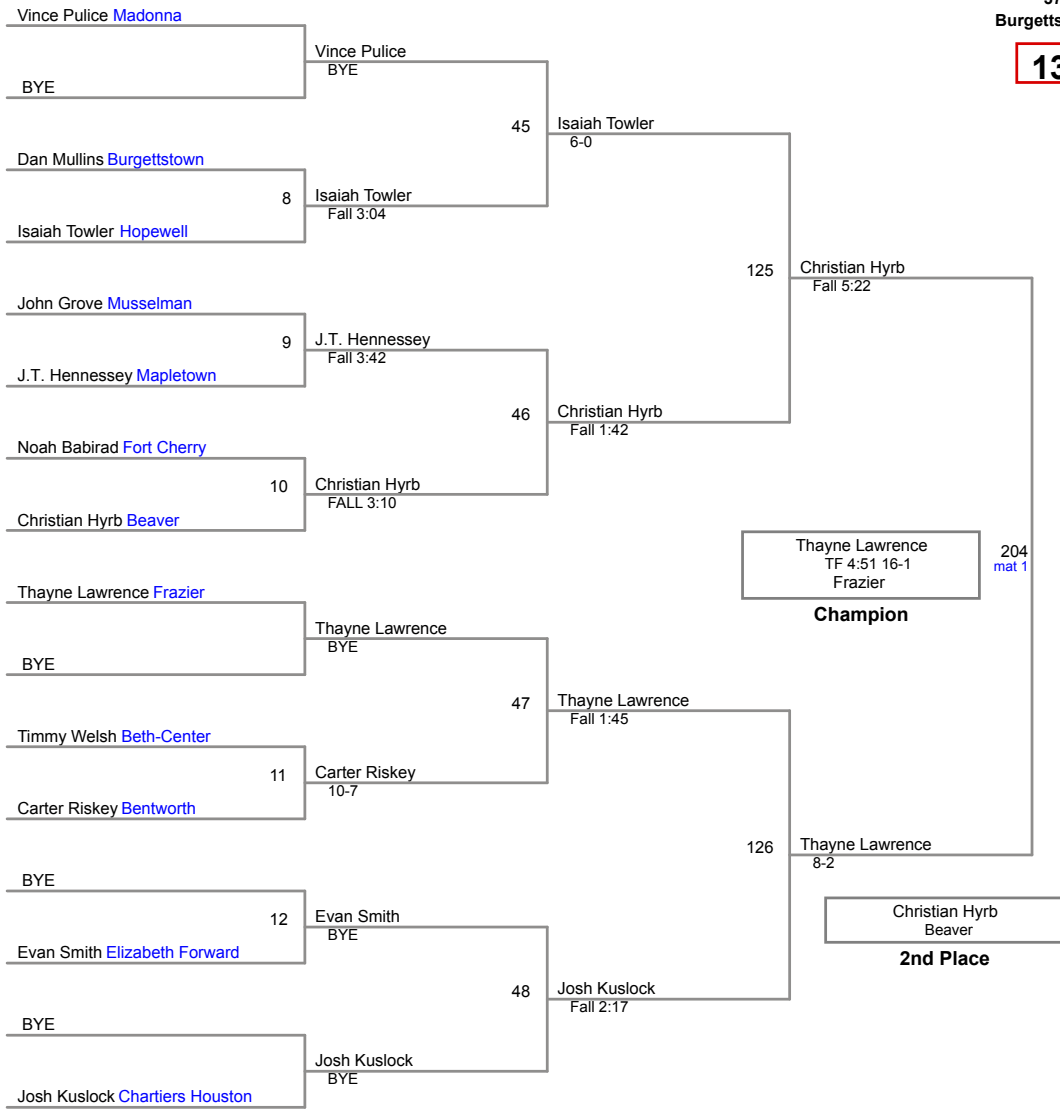 Vince Pulice Madonna
BYE
Dan Mullins Burgettstown
Isaiah Towler Hopewell
John Grove Musselman
J.T. Hennessey Mapletown
Noah Babirad Fort Cherry
Christian Hyrb Beaver
Thayne Lawrence Frazier
BYE
Timmy Welsh Beth-Center
Carter Riskey Bentworth
BYE
Evan Smith Elizabeth Forward
BYE
Josh Kuslock Chartiers Houston
Vince Pulice
BYE
8
Isaiah Towler
Fall 3:04
9
J.T. Hennessey
Fall 3:42
10
Christian Hyrb
FALL 3:10
Thayne Lawrence
BYE
11
Carter Riskey
10-7
12
Evan Smith
BYE
Josh Kuslock
BYE
45
Isaiah Towler
6-0
46
Christian Hyrb
Fall 1:42
47
Thayne Lawrence
Fall 1:45
48
Josh Kuslock
Fall 2:17
125
Christian Hyrb
Fall 5:22
126
Thayne Lawrence
8-2
204
mat 1
Thayne Lawrence
TF 4:51 16-1
Frazier
Champion
Christian Hyrb
Beaver
2nd Place
Burgetts
13